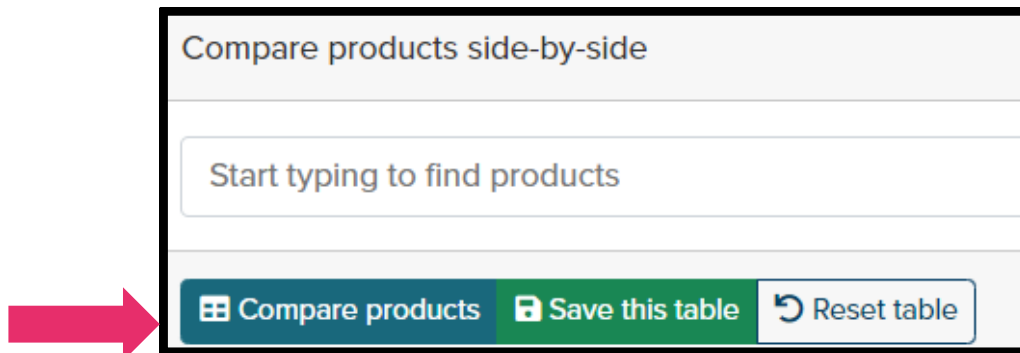 Compare products side-by-side
Start typing to find products
Compare products Save this table Reset table